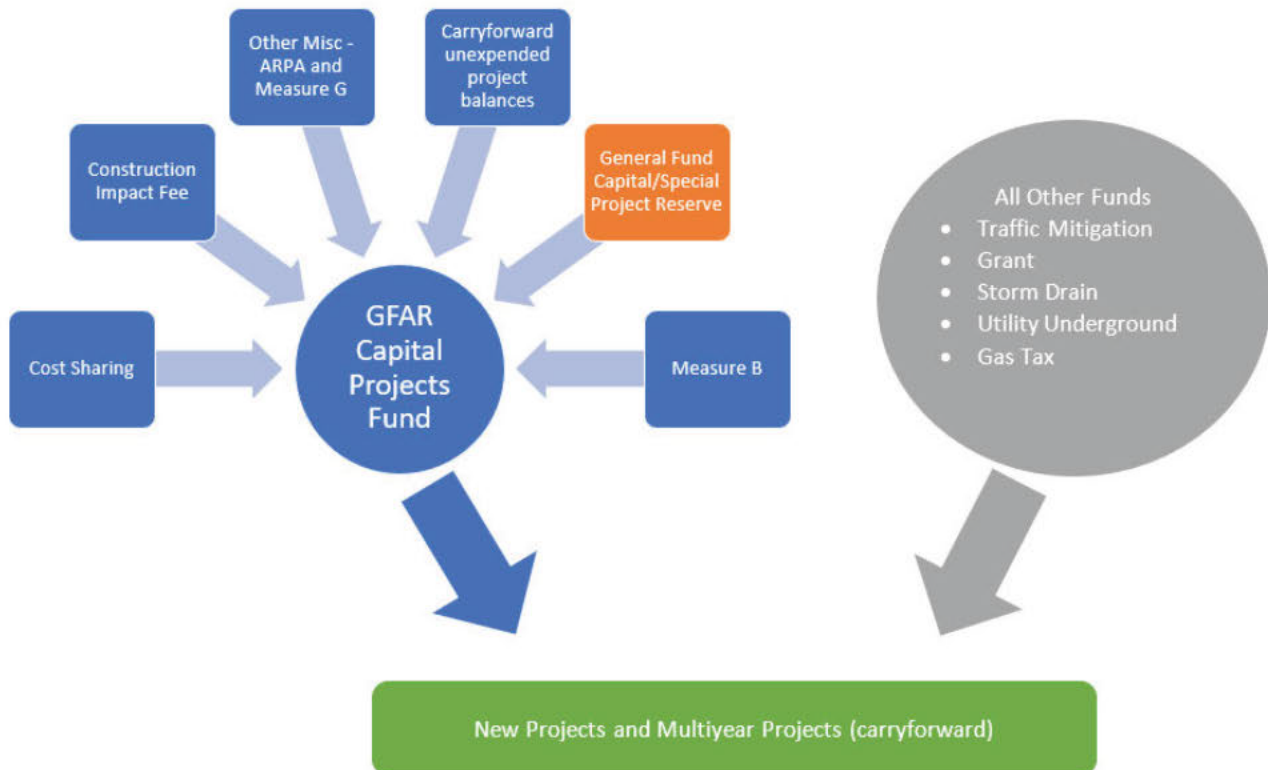 Other Misc -
ARPA and
Measure G
Carryforward
unexpended
project
balances
Construction
Impact Fee
General Fund
Capital/Special
Project Reserve
Cost Sharing
GFAR
Capital
Projects
Fund
Measure B
All Other Funds
• Traffic Mitigation
• Grant
• Storm Drain
• Utility Underground
• Gas Tax
New Projects and Multiyear Projects (carryforward)